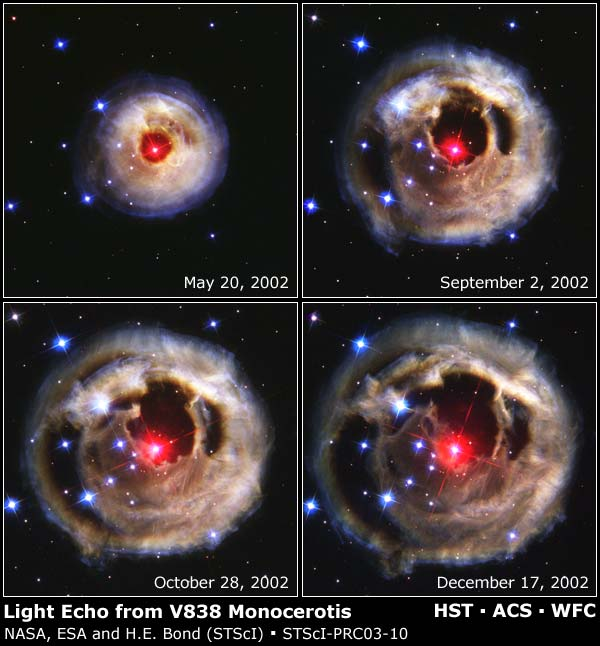 May 20, 2002
September 2, 2002
October 28, 2002
December 17, 2002
Light Echo from V838 Monocerotis
HST ▪ ACS ▪ WFC
NASA, ESA and H.E. Bond (STScI) ▪ STScI-PRC03-10